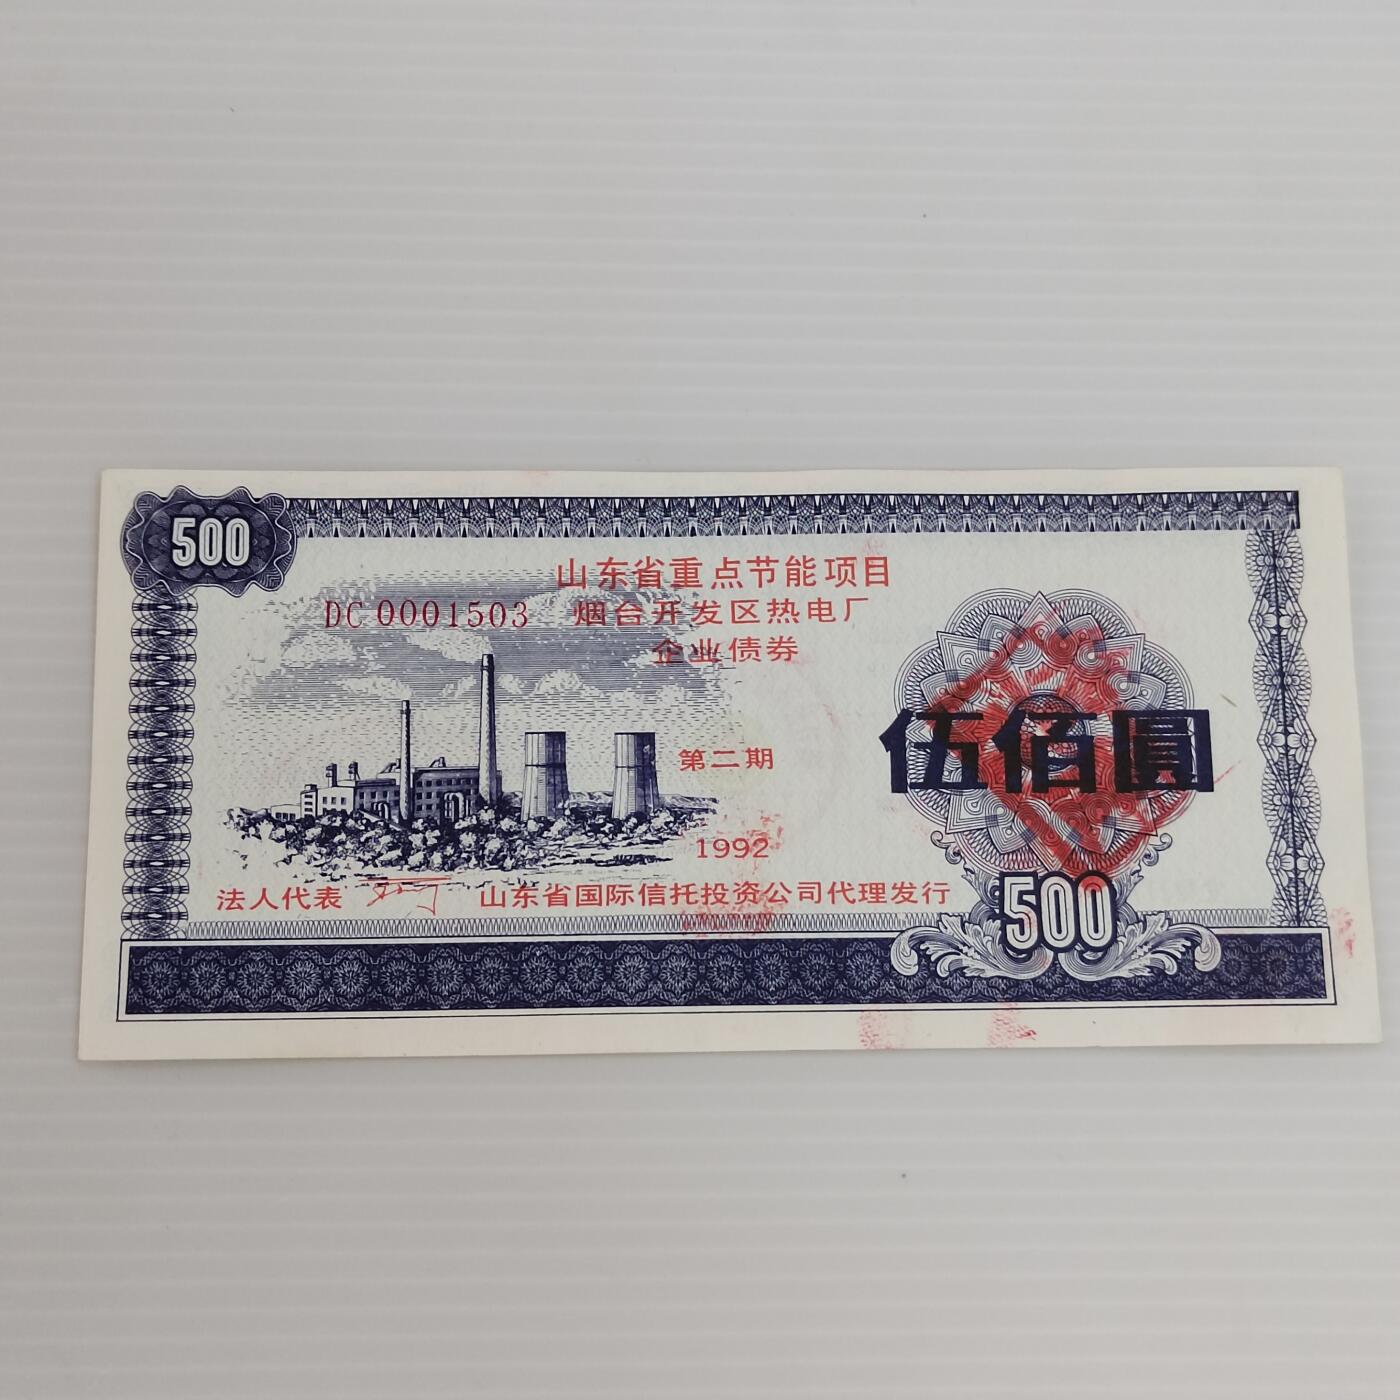 500
山东省重点节能项目
DC 0001503
烟台开发区热电厂
企业债券
伍佰圆
第二期
1992
法人代表
山东省国际信托投资公司代理发行
500